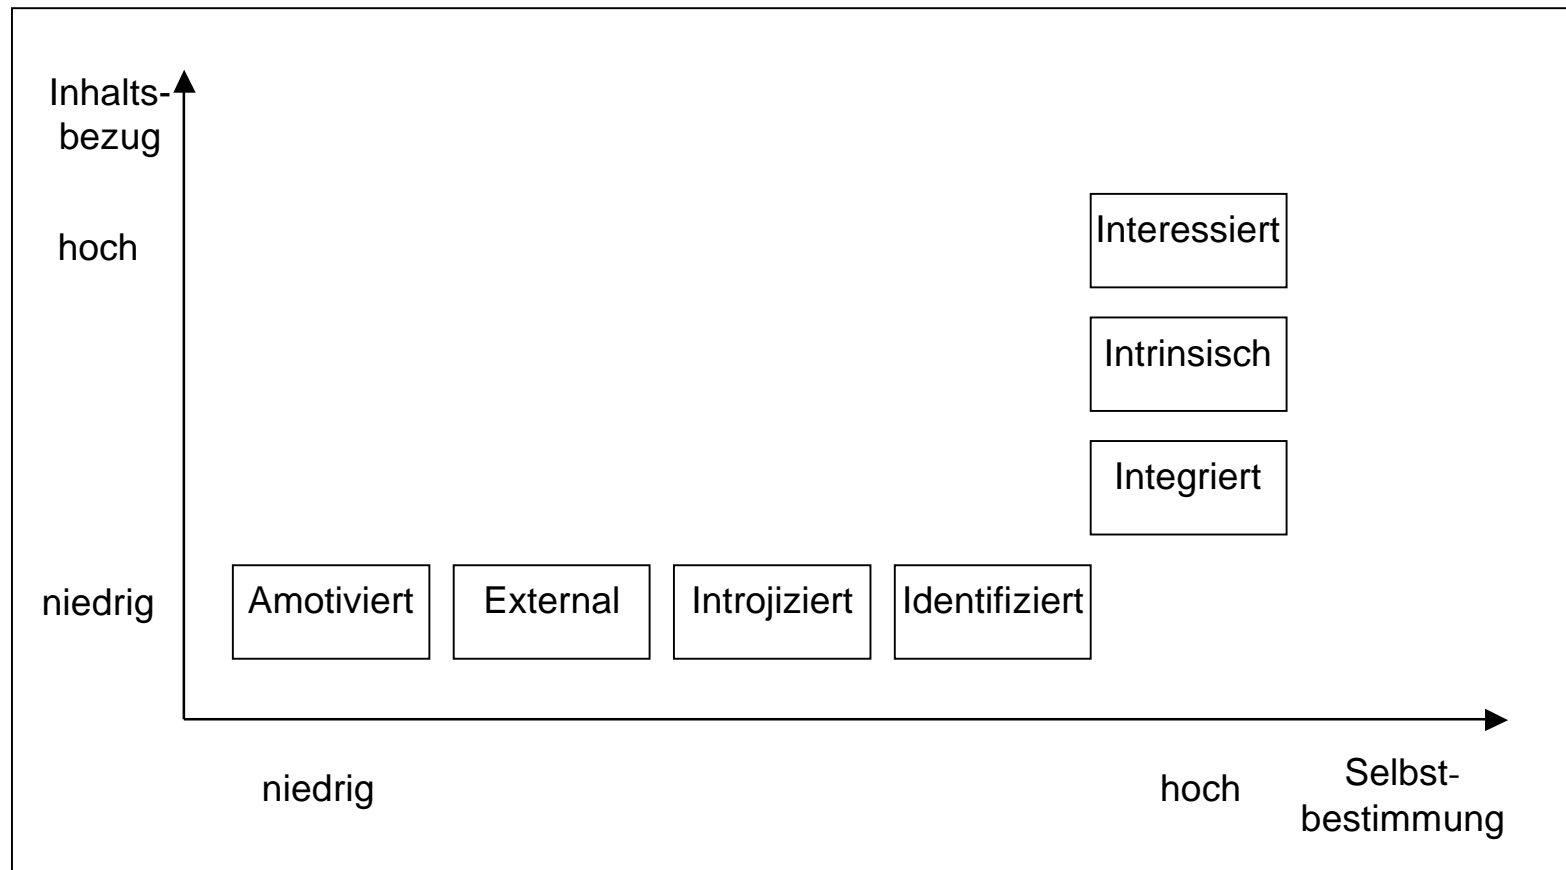 Inhalts-
bezug
hoch
Interessiert
Intrinsisch
Integriert
niedrig
Amotiviert
External
Introjiziert
Identifiziert
niedrig
hoch
Selbst-
bestimmung